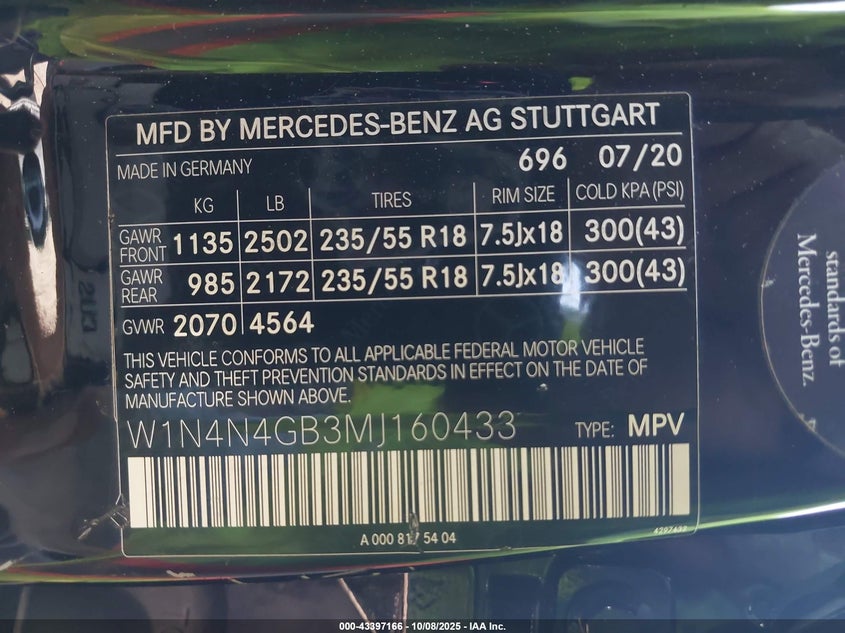 MFD BY MERCEDES-BENZ AG STUTTGART
MADE IN GERMANY 696 07/20
KG LB TIRES RIM SIZE COLD KPA (PSI)
GAWR FRONT 1135 2502 235/55 R18 7.5Jx18 300(43)
GAWR REAR 985 2172 235/55 R18 7.5Jx18 300(43)
GVWR 2070 4564
THIS VEHICLE CONFORMS TO ALL APPLICABLE FEDERAL MOTOR VEHICLE
SAFETY AND THEFT PREVENTION STANDARDS IN EFFECT ON THE DATE OF
MANUFACTURE SHOWN ABOVE.
W1N4N4GB3MJ160433 TYPE: MPV
A 000 817 54 04
standards of
Mercedes-Benz
000-43397166 - 10/08/2025 - IAA Inc.